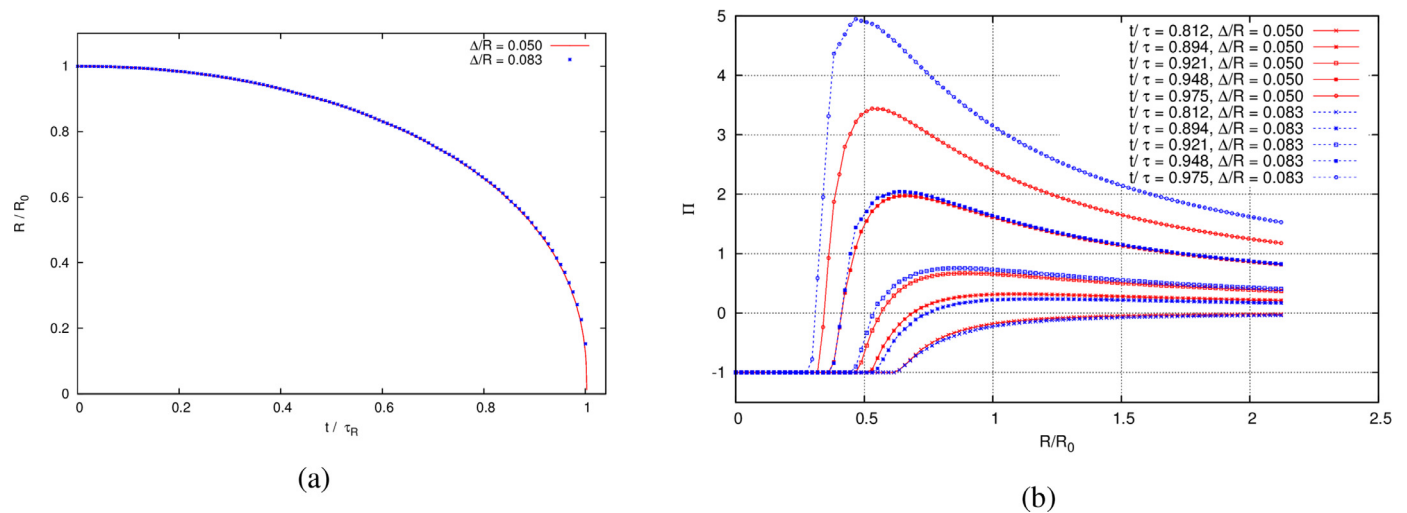 Δ/R = 0.050
Δ/R = 0.083
1
0.8
0.6
0.4
0.2
0
R / R0
0 0.2 0.4 0.6 0.8 1
t / τR
(a)
5
4
3
2
1
0
-1
Π
t/ τ = 0.812, Δ/R = 0.050
t/ τ = 0.894, Δ/R = 0.050
t/ τ = 0.921, Δ/R = 0.050
t/ τ = 0.948, Δ/R = 0.050
t/ τ = 0.975, Δ/R = 0.050
t/ τ = 0.812, Δ/R = 0.083
t/ τ = 0.894, Δ/R = 0.083
t/ τ = 0.921, Δ/R = 0.083
t/ τ = 0.948, Δ/R = 0.083
t/ τ = 0.975, Δ/R = 0.083
0 0.5 1 1.5 2 2.5
R/R0
(b)